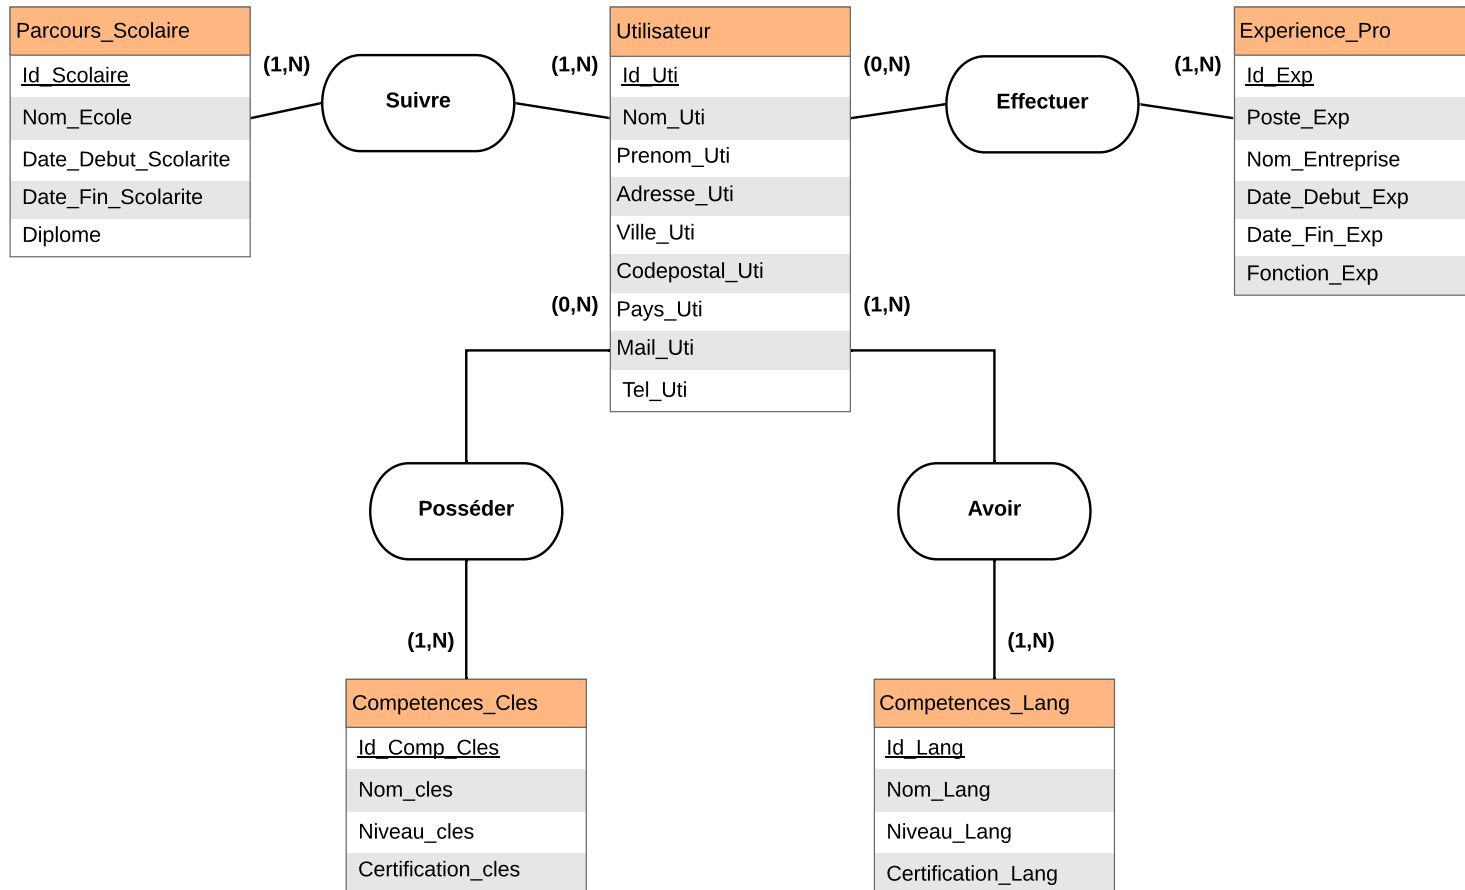 Parcours_Scolaire
Id_Scolaire
Nom_Ecole
Date_Debut_Scolarite
Date_Fin_Scolarite
Diplome
(1,N)
Suivre
(1,N)
Utilisateur
Id_Uti
Nom_Uti
Prenom_Uti
Adresse_Uti
Ville_Uti
Codepostal_Uti
Pays_Uti
Mail_Uti
Tel_Uti
(0,N)
Effectuer
(1,N)
Experience_Pro
Id_Exp
Poste_Exp
Nom_Entreprise
Date_Debut_Exp
Date_Fin_Exp
Fonction_Exp
(0,N)
(1,N)
Posséder
Avoir
(1,N)
(1,N)
Competences_Cles
Id_Comp_Cles
Nom_cles
Niveau_cles
Certification_cles
Competences_Lang
Id_Lang
Nom_Lang
Niveau_Lang
Certification_Lang